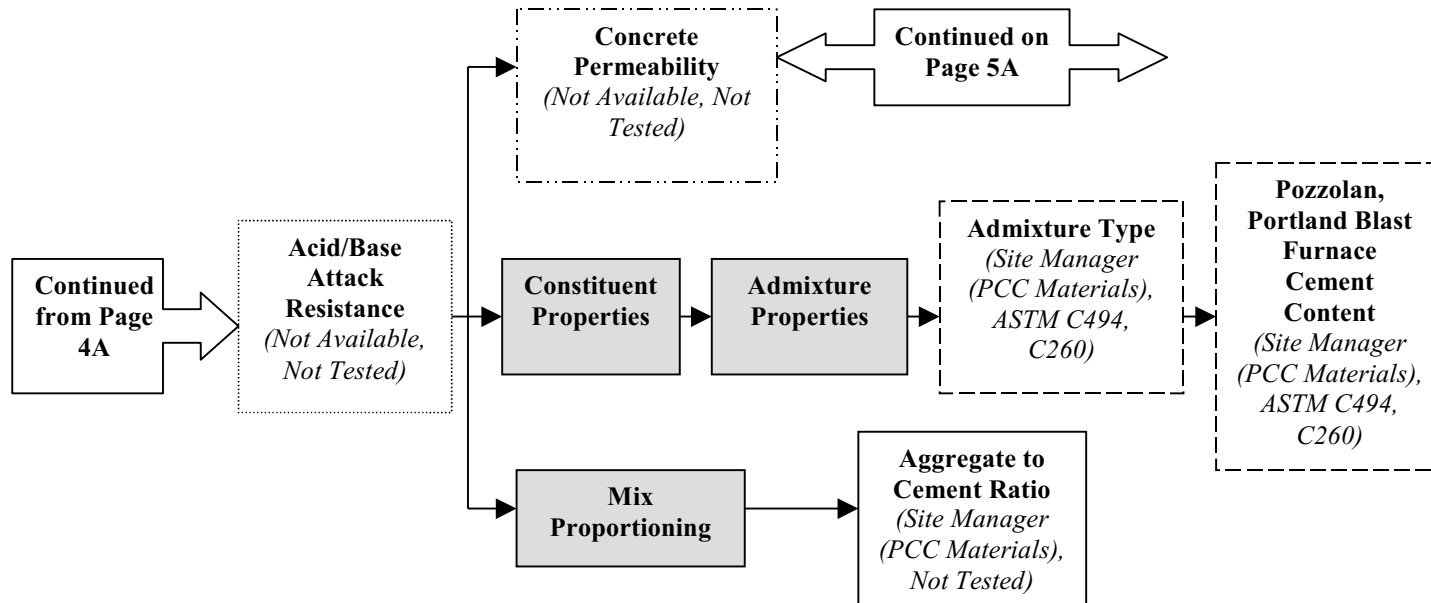 Concrete
Permeability
(Not Available, Not
Tested)
Continued on
Page 5A
Continued
from Page
4A
Acid/Base
Attack
Resistance
(Not Available,
Not Tested)
Constituent
Properties
Admixture
Properties
Admixture Type
(Site Manager
(PCC Materials),
ASTM C494,
C260)
Pozzolan,
Portland Blast
Furnace
Cement
Content
(Site Manager
(PCC Materials),
ASTM C494,
C260)
Mix
Proportioning
Aggregate to
Cement Ratio
(Site Manager
(PCC Materials),
Not Tested)